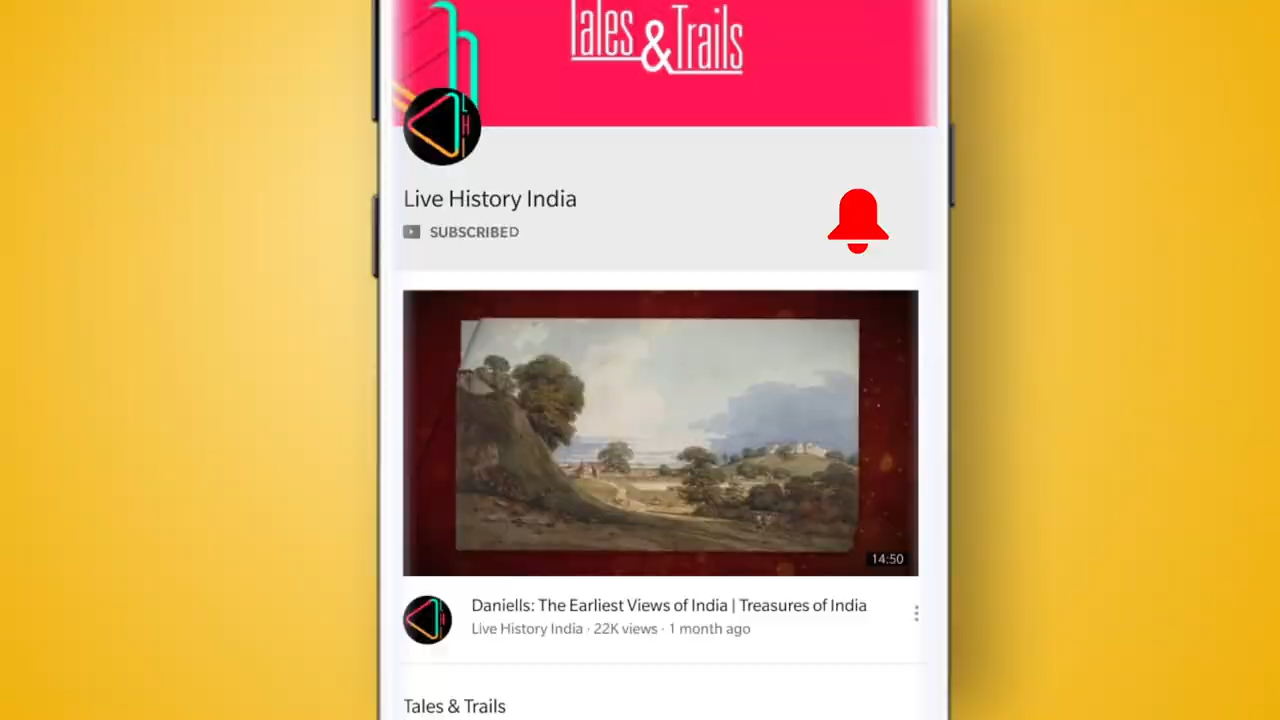 Tales
& Trails
L
H
I
Live History India
SUBSCRIBED
14:50
Daniells: The Earliest Views of India | Treasures of India
Live History India · 22K views · 1 month ago
Tales & Trails